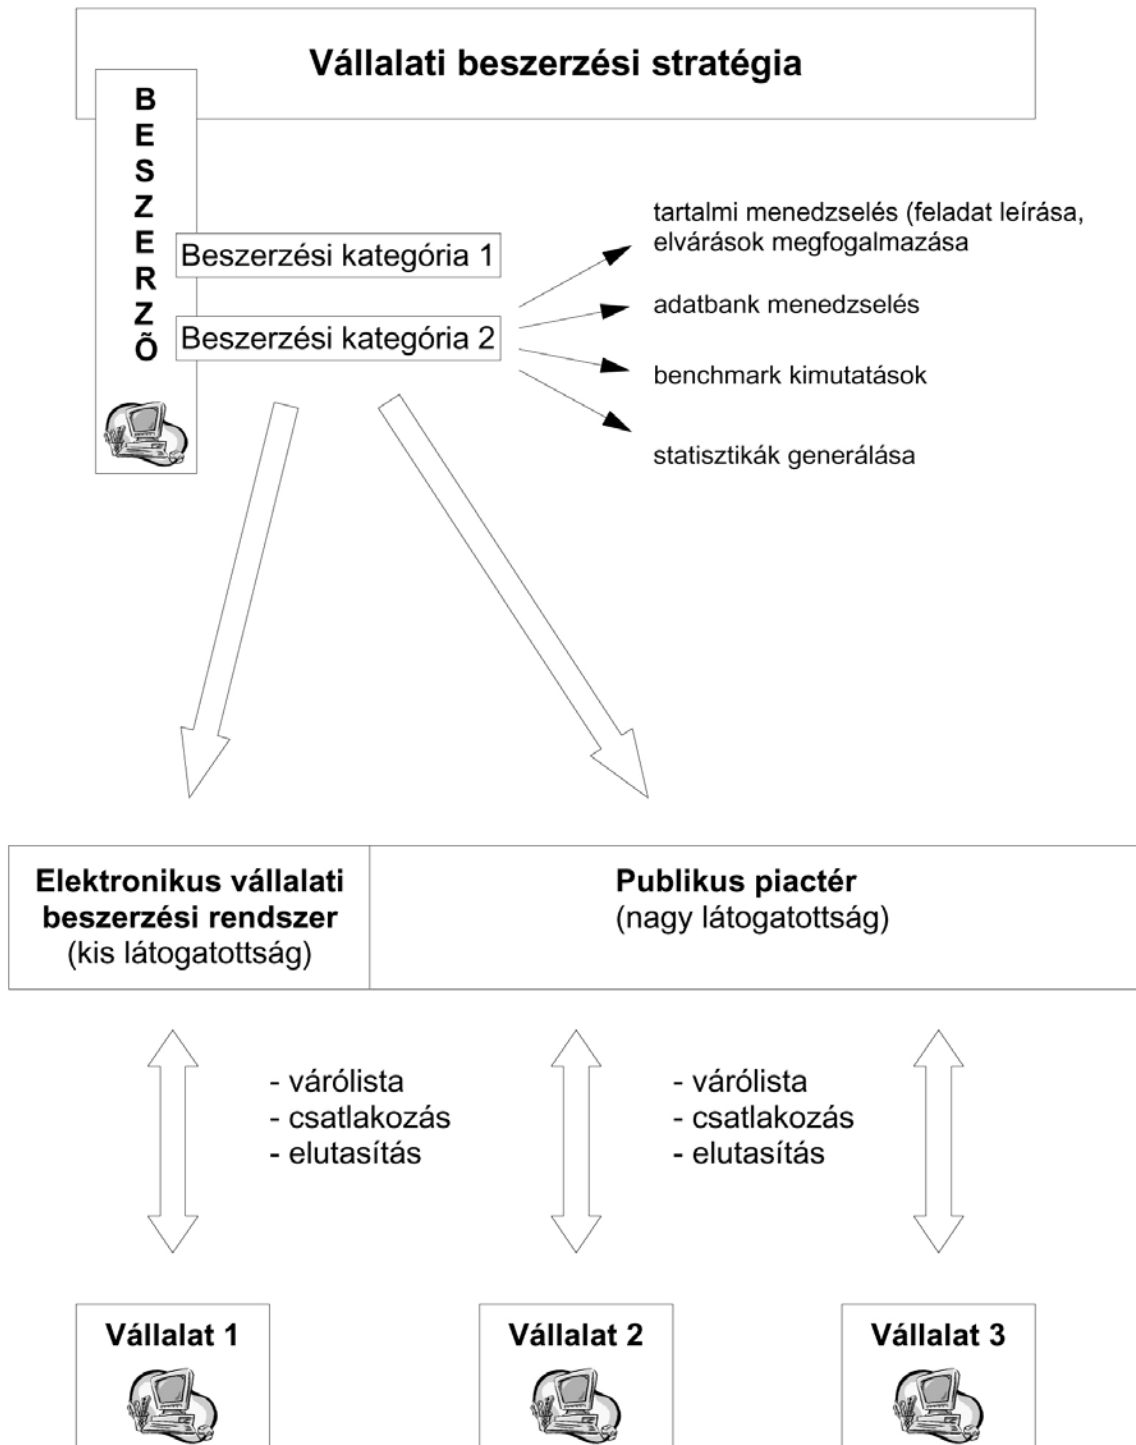 Vállalati beszerzési stratégia
B
E
S
Z
E
R
Z
Õ
Beszerzési kategória 1
Beszerzési kategória 2
tartalmi menedzselés (feladat leírása,
elvárások megfogalmazása
adatbank menedzselés
benchmark kimutatások
statisztikák generálása
Elektronikus vállalati
beszerzési rendszer
(kis látogatottság)
Publikus piactér
(nagy látogatottság)
- várólista
- csatlakozás
- elutasítás
- várólista
- csatlakozás
- elutasítás
Vállalat 1
Vállalat 2
Vállalat 3